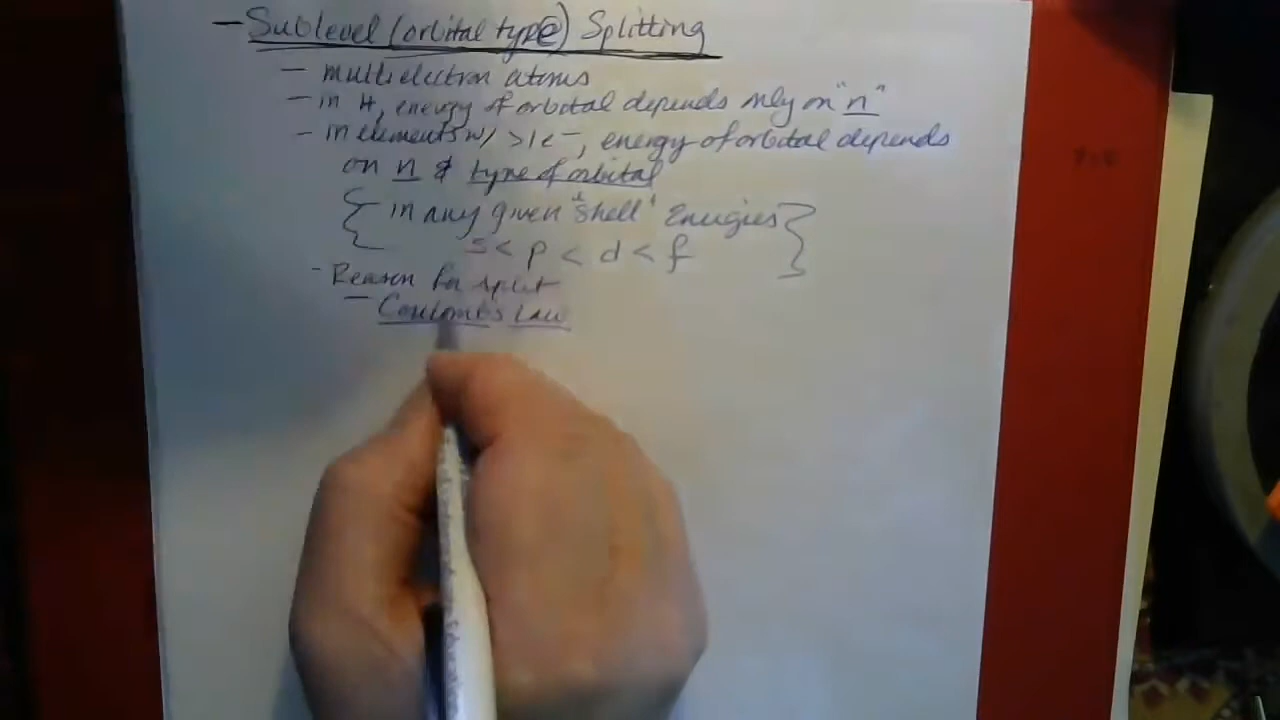 - Sublevel (orbital type) Splitting
- multielectron atoms
- in H, energy of orbital depends only on "n"
- in elements w/ >1e⁻, energy of orbital depends
on n & type of orbital
{ in any given "shell" Energies }
s < p < d < f
- Reason for split
- Coulomb's Law